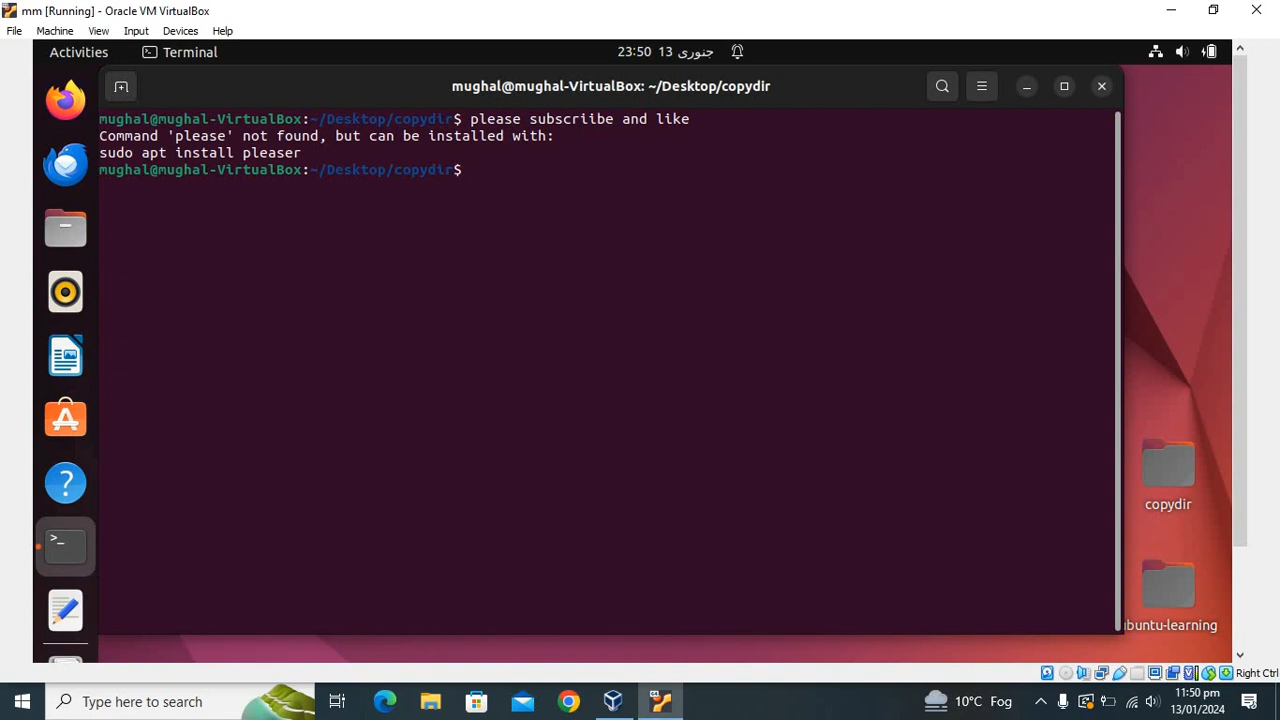 mm [Running] - Oracle VM VirtualBox
File Machine View Input Devices Help
Activities Terminal 23:50 13 جنوری
mughal@mughal-VirtualBox: ~/Desktop/copydir
mughal@mughal-VirtualBox:~/Desktop/copydir$ please subscriibe and like
Command 'please' not found, but can be installed with:
sudo apt install pleaser
mughal@mughal-VirtualBox:~/Desktop/copydir$
copydir
ubuntu-learning
Right Ctrl
Type here to search
10°C Fog
11:50 pm
13/01/2024